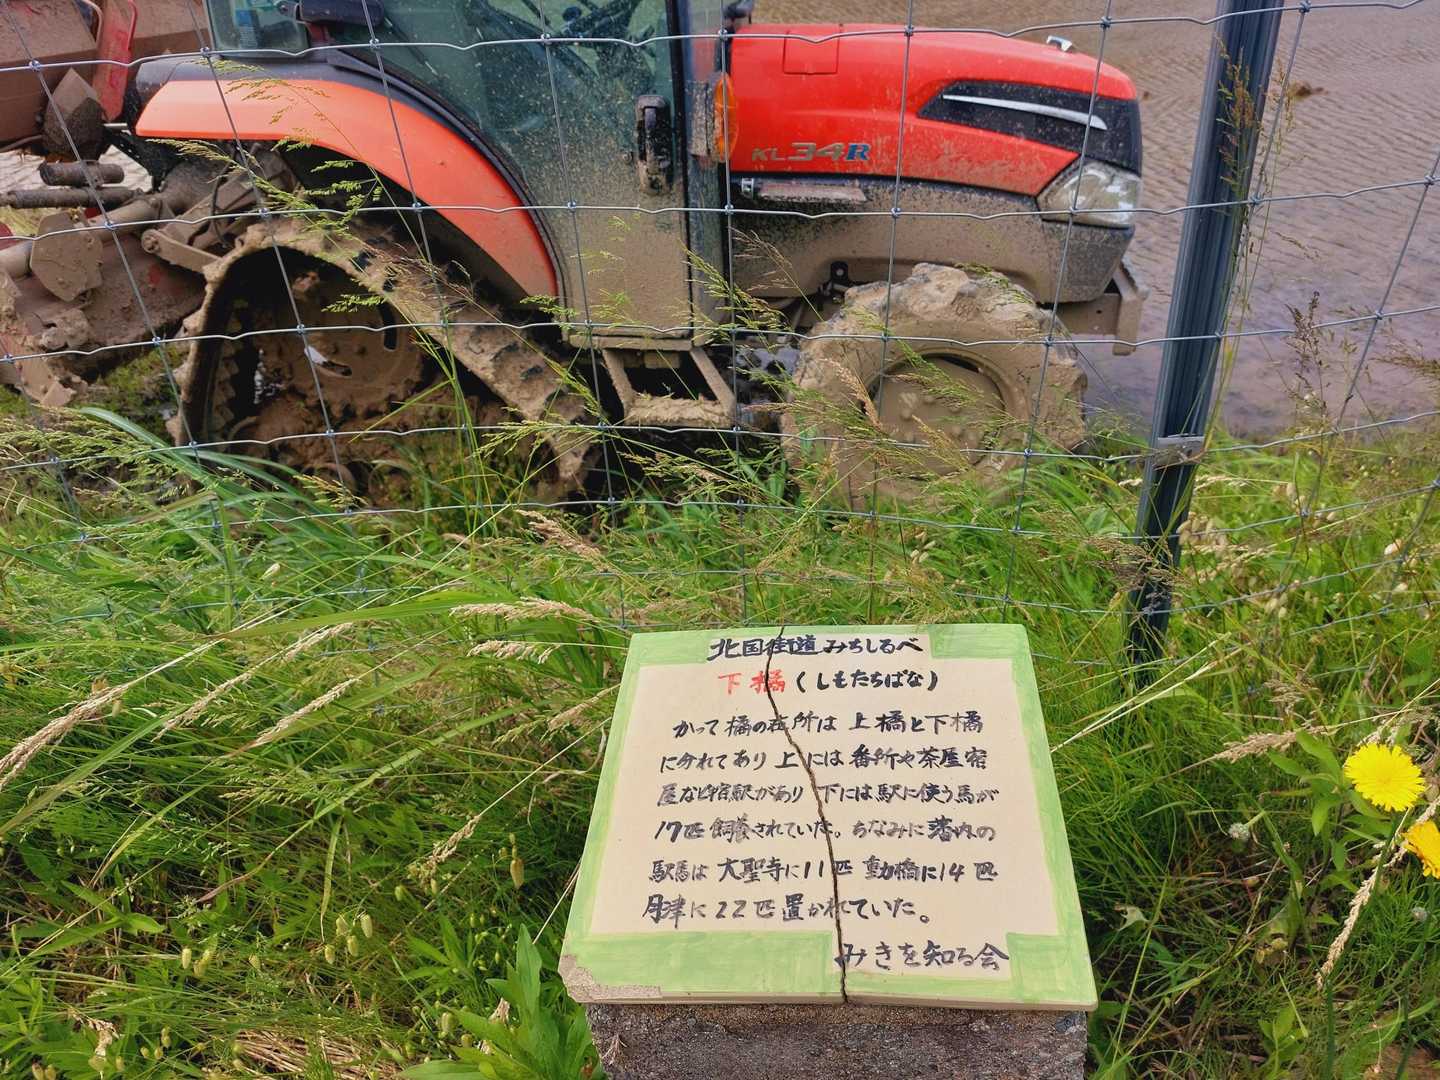 KL34R
北国街道みちしるべ
下橘（しもたちばな）
かって橘の在所は上橘と下橘
に分れてあり上には番所や茶屋宿
屋など宿駅があり下には駅に使う馬が
17匹飼養されていた。ちなみに藩内の
駅馬は大聖寺に11匹動橋に14匹
月津に22匹置かれていた。
みきを知る会